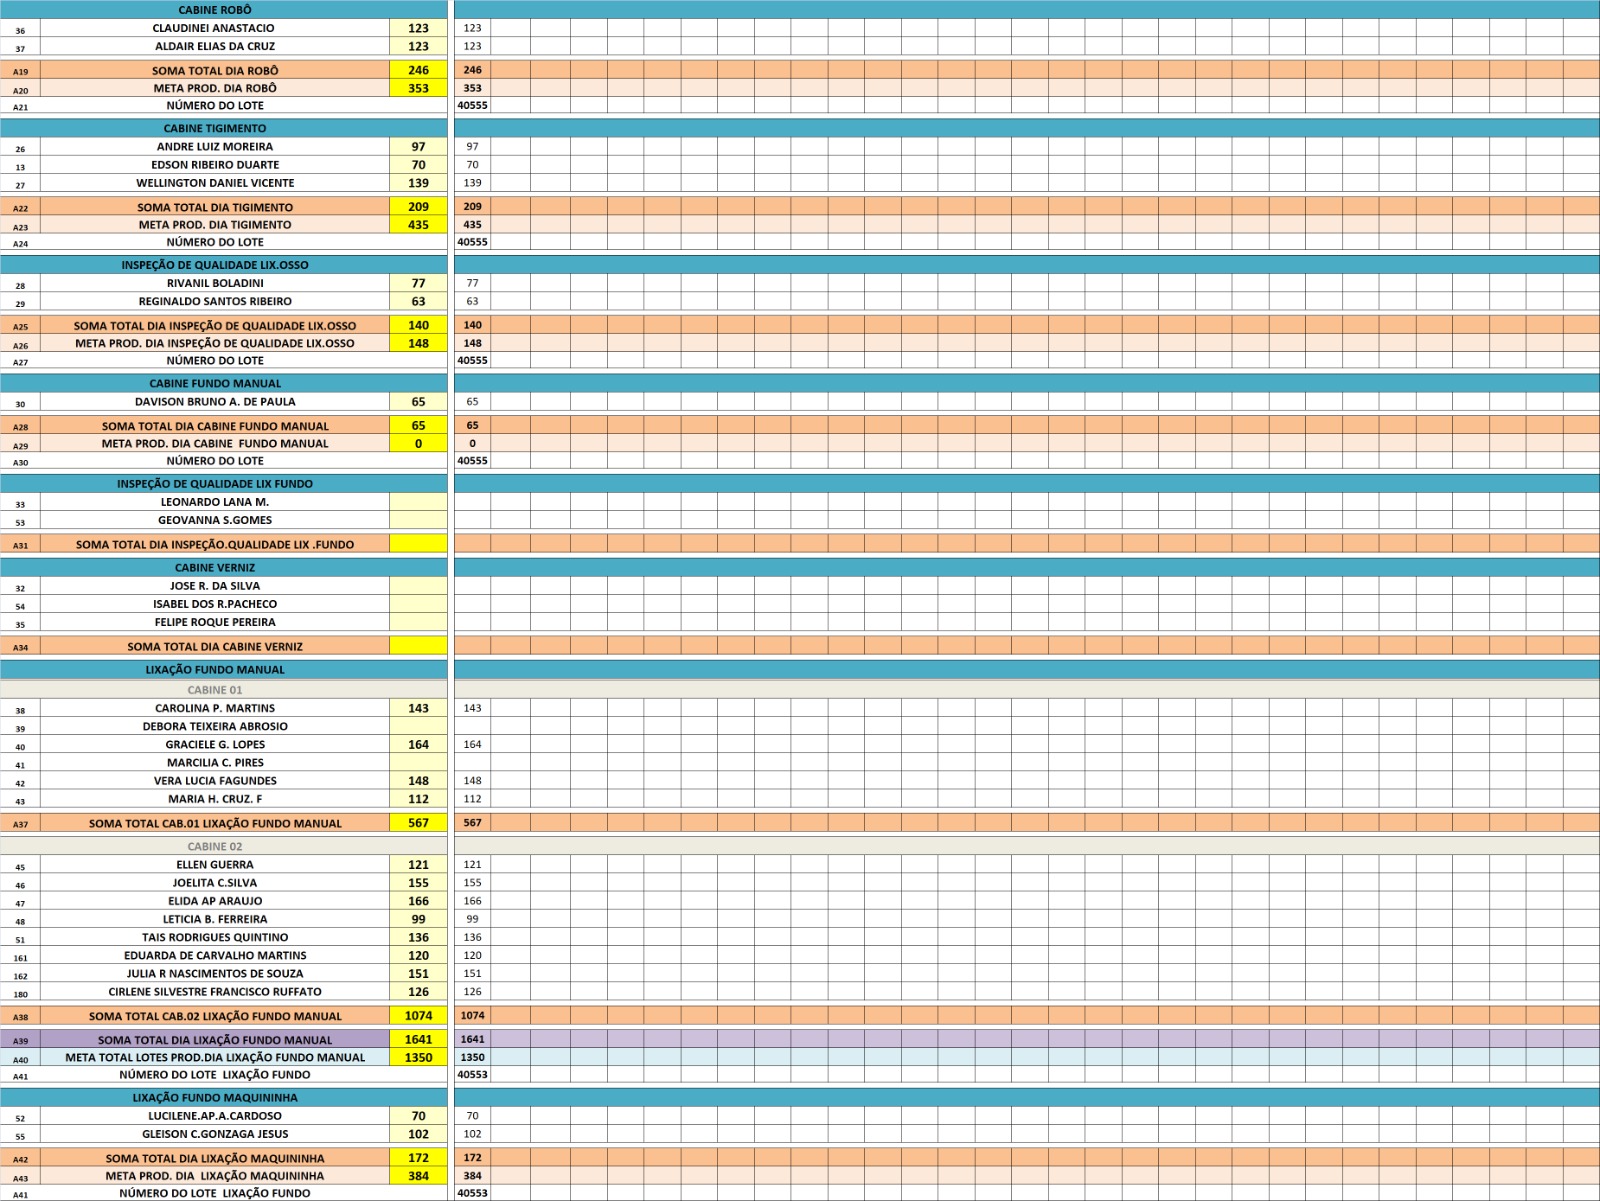 CABINE ROBÔ
36 CLAUDINEI ANASTACIO 123 123
37 ALDAIR ELIAS DA CRUZ 123 123
A19 SOMA TOTAL DIA ROBÔ 246 246
A20 META PROD. DIA ROBÔ 353 353
A21 NÚMERO DO LOTE 40555
CABINE TIGIMENTO
26 ANDRE LUIZ MOREIRA 97 97
13 EDSON RIBEIRO DUARTE 70 70
27 WELLINGTON DANIEL VICENTE 139 139
A22 SOMA TOTAL DIA TIGIMENTO 209 209
A23 META PROD. DIA TIGIMENTO 435 435
A24 NÚMERO DO LOTE 40555
INSPEÇÃO DE QUALIDADE LIX.OSSO
28 RIVANIL BOLADINI 77 77
29 REGINALDO SANTOS RIBEIRO 63 63
A25 SOMA TOTAL DIA INSPEÇÃO DE QUALIDADE LIX.OSSO 140 140
A26 META PROD. DIA INSPEÇÃO DE QUALIDADE LIX.OSSO 148 148
A27 NÚMERO DO LOTE 40555
CABINE FUNDO MANUAL
30 DAVISON BRUNO A. DE PAULA 65 65
A28 SOMA TOTAL DIA CABINE FUNDO MANUAL 65 65
A29 META PROD. DIA CABINE FUNDO MANUAL 0 0
A30 NÚMERO DO LOTE 40555
INSPEÇÃO DE QUALIDADE LIX FUNDO
33 LEONARDO LANA M.
53 GEOVANNA S.GOMES
A31 SOMA TOTAL DIA INSPEÇÃO.QUALIDADE LIX .FUNDO
CABINE VERNIZ
32 JOSE R. DA SILVA
54 ISABEL DOS R.PACHECO
35 FELIPE ROQUE PEREIRA
A34 SOMA TOTAL DIA CABINE VERNIZ
LIXAÇÃO FUNDO MANUAL
CABINE 01
38 CAROLINA P. MARTINS 143 143
39 DEBORA TEIXEIRA ABROSIO
40 GRACIELE G. LOPES 164 164
41 MARCILIA C. PIRES
42 VERA LUCIA FAGUNDES 148 148
43 MARIA H. CRUZ. F 112 112
A37 SOMA TOTAL CAB.01 LIXAÇÃO FUNDO MANUAL 567 567
CABINE 02
45 ELLEN GUERRA 121 121
46 JOELITA C.SILVA 155 155
47 ELIDA AP ARAUJO 166 166
48 LETICIA B. FERREIRA 99 99
51 TAIS RODRIGUES QUINTINO 136 136
161 EDUARDA DE CARVALHO MARTINS 120 120
162 JULIA R NASCIMENTOS DE SOUZA 151 151
180 CIRLENE SILVESTRE FRANCISCO RUFFATO 126 126
A38 SOMA TOTAL CAB.02 LIXAÇÃO FUNDO MANUAL 1074 1074
A39 SOMA TOTAL DIA LIXAÇÃO FUNDO MANUAL 1641 1641
A40 META TOTAL LOTES PROD.DIA LIXAÇÃO FUNDO MANUAL 1350 1350
A41 NÚMERO DO LOTE LIXAÇÃO FUNDO 40553
LIXAÇÃO FUNDO MAQUININHA
52 LUCILENE.AP.A.CARDOSO 70 70
55 GLEISON C.GONZAGA JESUS 102 102
A42 SOMA TOTAL DIA LIXAÇÃO MAQUININHA 172 172
A43 META PROD. DIA LIXAÇÃO MAQUININHA 384 384
A41 NÚMERO DO LOTE LIXAÇÃO FUNDO 40553